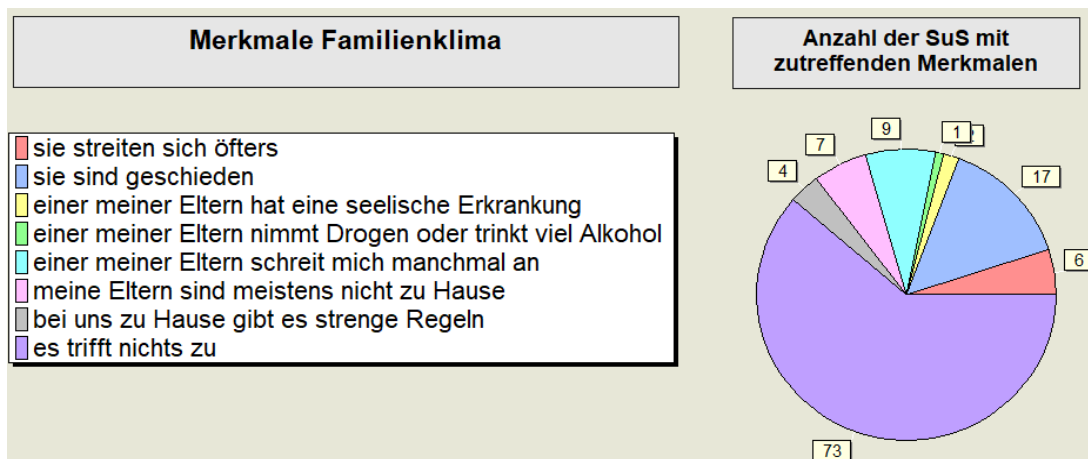 Merkmale Familienklima
Anzahl der SuS mit
zutreffenden Merkmalen
sie streiten sich öfters
sie sind geschieden
einer meiner Eltern hat eine seelische Erkrankung
einer meiner Eltern nimmt Drogen oder trinkt viel Alkohol
einer meiner Eltern schreit mich manchmal an
meine Eltern sind meistens nicht zu Hause
bei uns zu Hause gibt es strenge Regeln
es trifft nichts zu
9
1
2
7
4
17
6
73